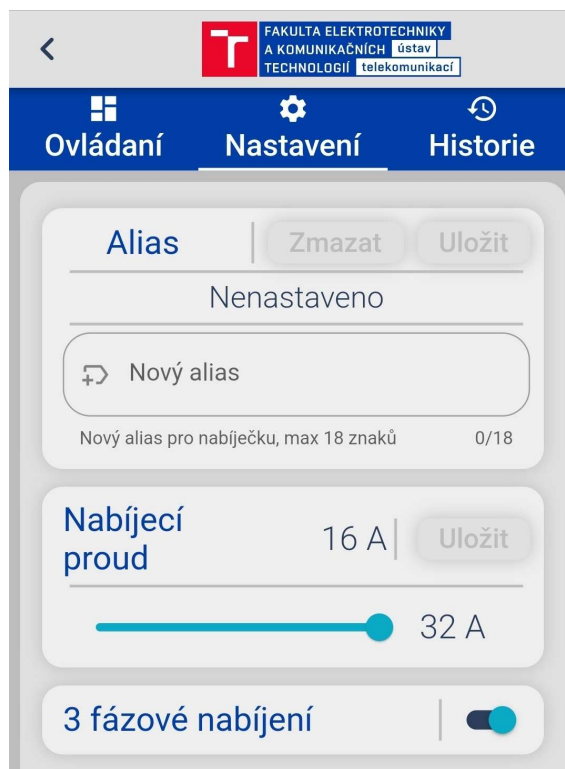 FAKULTA ELEKTROTECHNIKY
A KOMUNIKAČNÍCH ústav
TECHNOLOGIÍ telekomunikací
Ovládaní Nastavení Historie
Alias Zmazat Uložit
Nenastaveno
Nový alias
Nový alias pro nabíječku, max 18 znaků 0/18
Nabíjecí
proud 16 A Uložit
32 A
3 fázové nabíjení